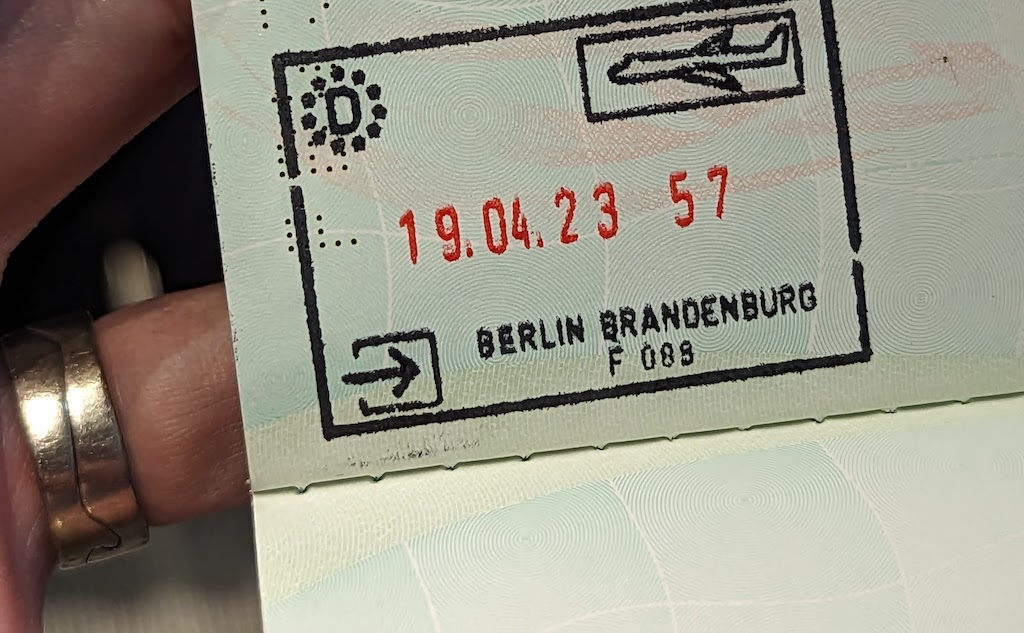 D
19.04.23 57
BERLIN BRANDENBURG
F 089